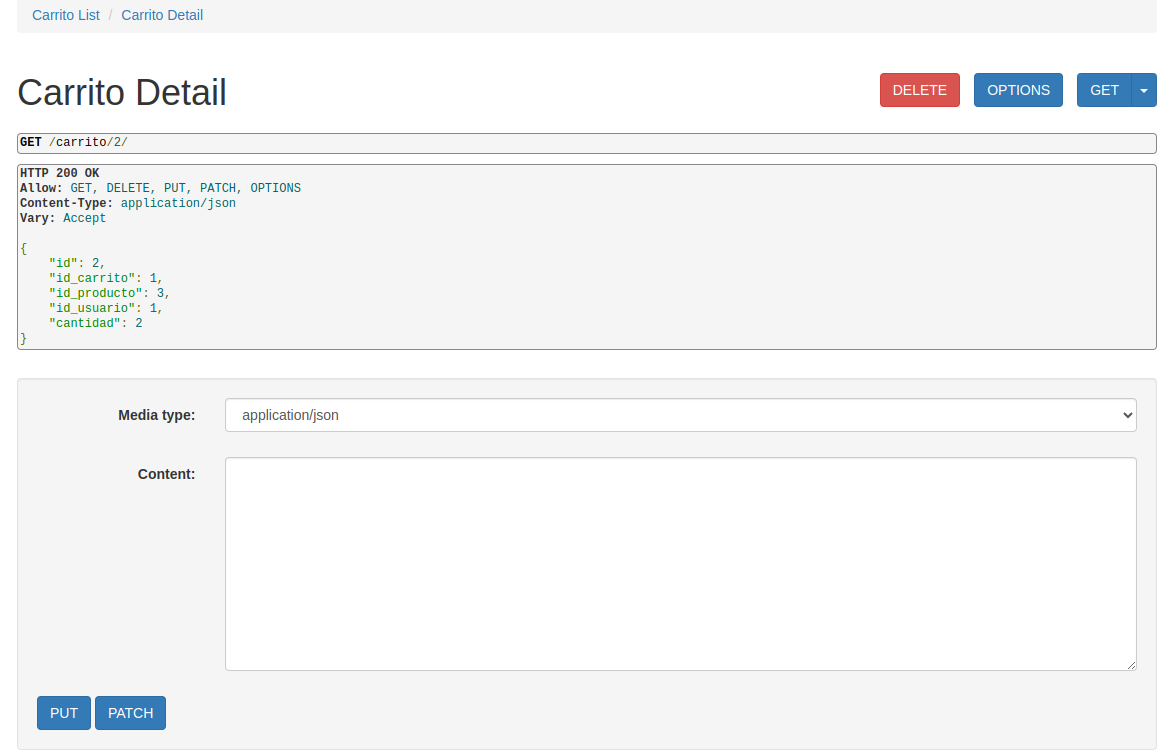 Carrito List / Carrito Detail
Carrito Detail
DELETE OPTIONS GET
GET /carrito/2/
HTTP 200 OK
Allow: GET, DELETE, PUT, PATCH, OPTIONS
Content-Type: application/json
Vary: Accept
{
    "id": 2,
    "id_carrito": 1,
    "id_producto": 3,
    "id_usuario": 1,
    "cantidad": 2
}
Media type: application/json
Content:
PUT PATCH